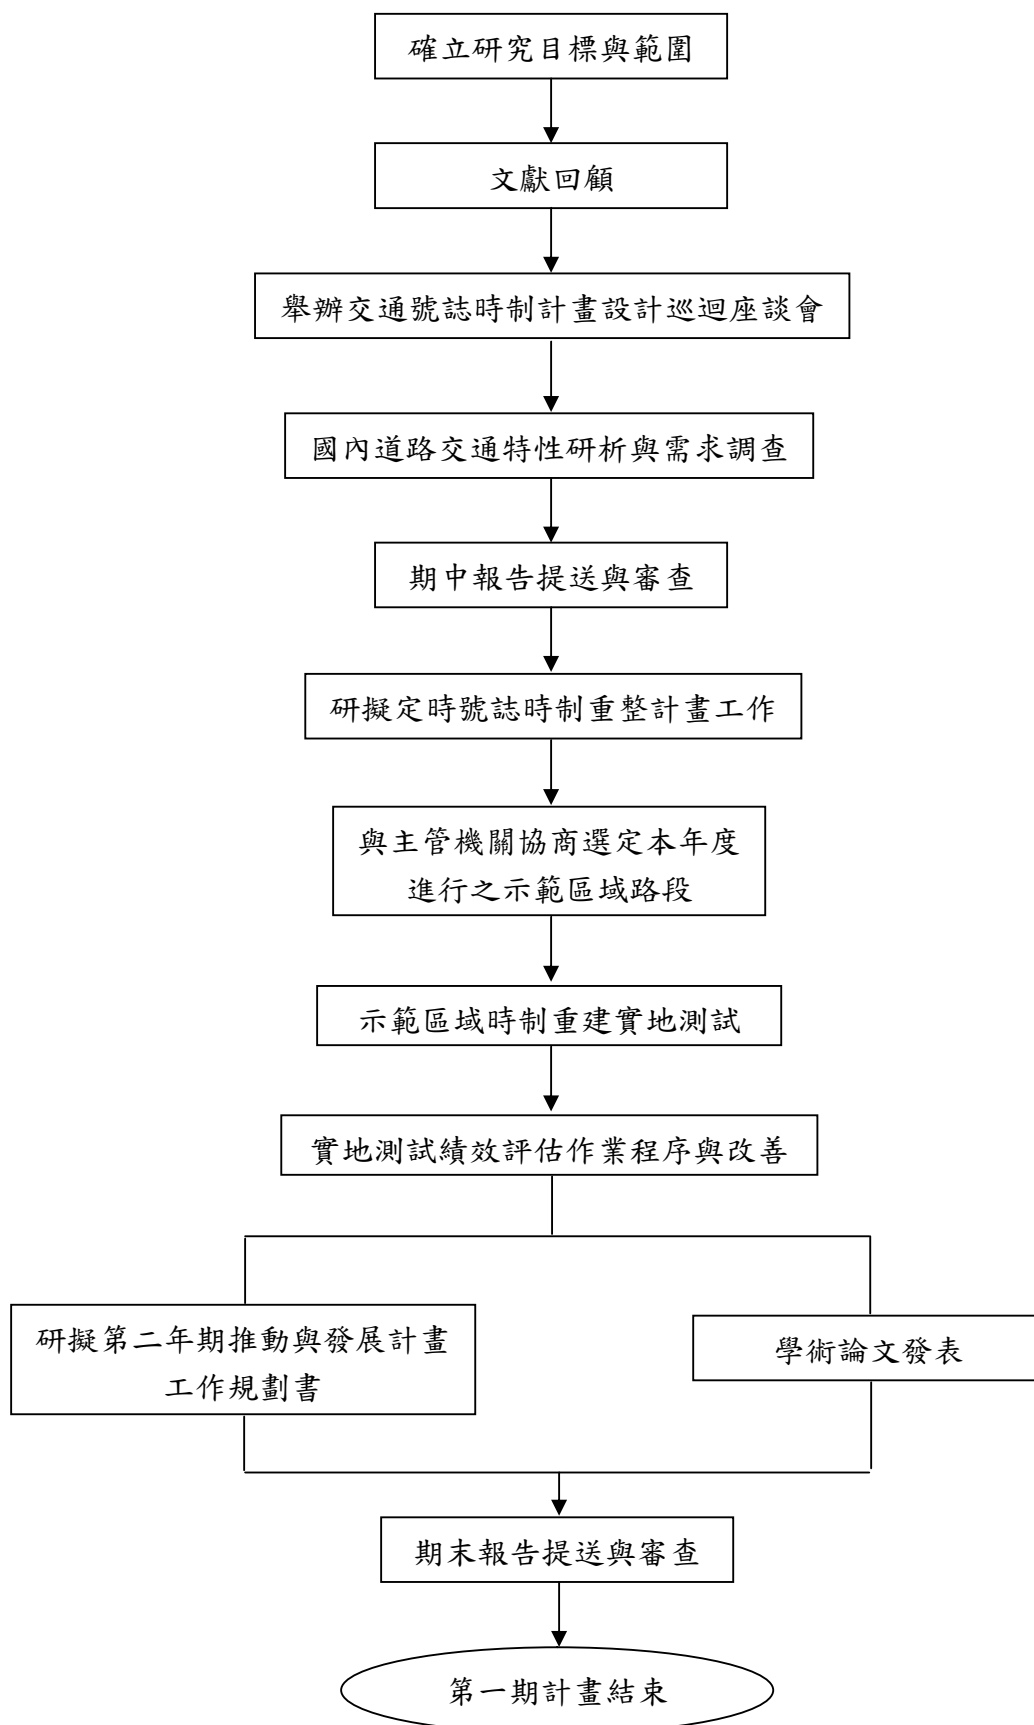 確立研究目標與範圍
文獻回顧
舉辦交通號誌時制計畫設計巡迴座談會
國內道路交通特性研析與需求調查
期中報告提送與審查
研擬定時號誌時制重整計畫工作
與主管機關協商選定本年度
進行之示範區域路段
示範區域時制重建實地測試
實地測試績效評估作業程序與改善
研擬第二年期推動與發展計畫
工作規劃書
學術論文發表
期末報告提送與審查
第一期計畫結束